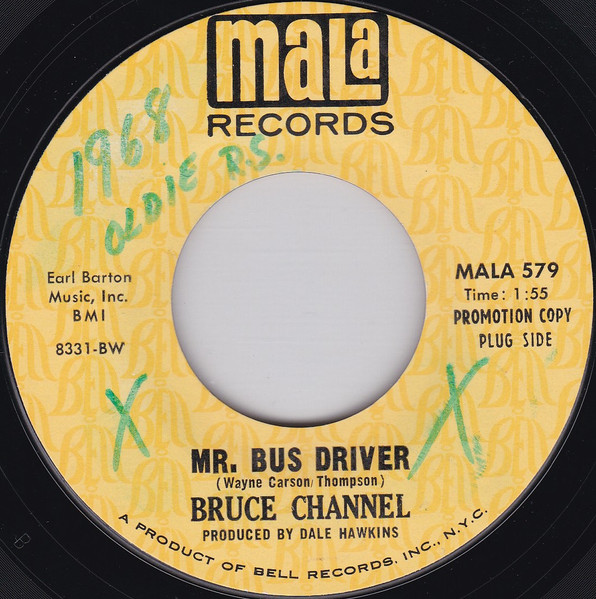 mala
RECORDS
1968
OLDIE R.S.
Earl Barton
Music, Inc.
BMI
8331-BW
MALA 579
Time: 1:55
PROMOTION COPY
PLUG SIDE
X
X
MR. BUS DRIVER
(Wayne Carson/Thompson)
BRUCE CHANNEL
PRODUCED BY DALE HAWKINS
A PRODUCT OF BELL RECORDS, INC., N.Y.C.